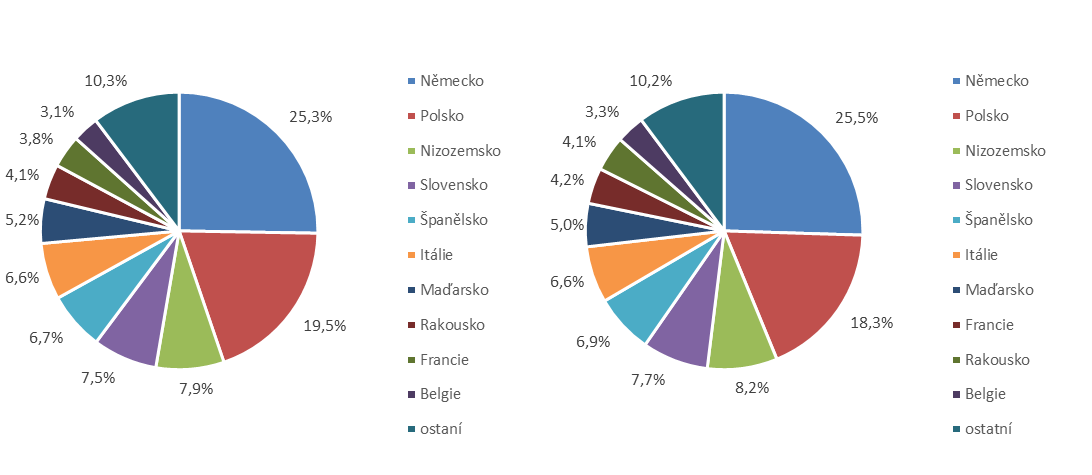 10,3%
25,3%
3,1%
3,8%
4,1%
5,2%
6,6%
6,7%
7,5%
7,9%
19,5%
Německo
Polsko
Nizozemsko
Slovensko
Španělsko
Itálie
Maďarsko
Rakousko
Francie
Belgie
ostaní
10,2%
25,5%
3,3%
4,1%
4,2%
5,0%
6,6%
6,9%
7,7%
8,2%
18,3%
Německo
Polsko
Nizozemsko
Slovensko
Španělsko
Itálie
Maďarsko
Francie
Rakousko
Belgie
ostatní